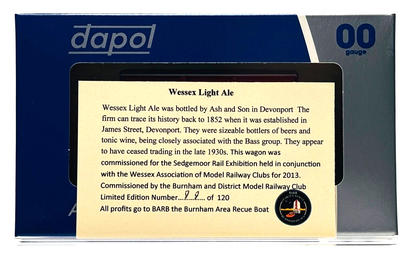 dapol
OO
gauge
Wessex Light Ale
Wessex Light Ale was bottled by Ash and Son in Devonport The
firm can trace its history back to 1852 when it was established in
James Street, Devonport. They were sizeable bottlers of beers and
tonic wine, being closely associated with the Bass group. They appear
to have ceased trading in the late 1930s. This wagon was
commissioned for the Sedgemoor Rail Exhibition held in conjunction
with the Wessex Association of Model Railway Clubs for 2013.
Commissioned by the Burnham and District Model Railway Club
Limited Edition Number... ... of 120
All profits go to BARB the Burnham Area Recue Boat